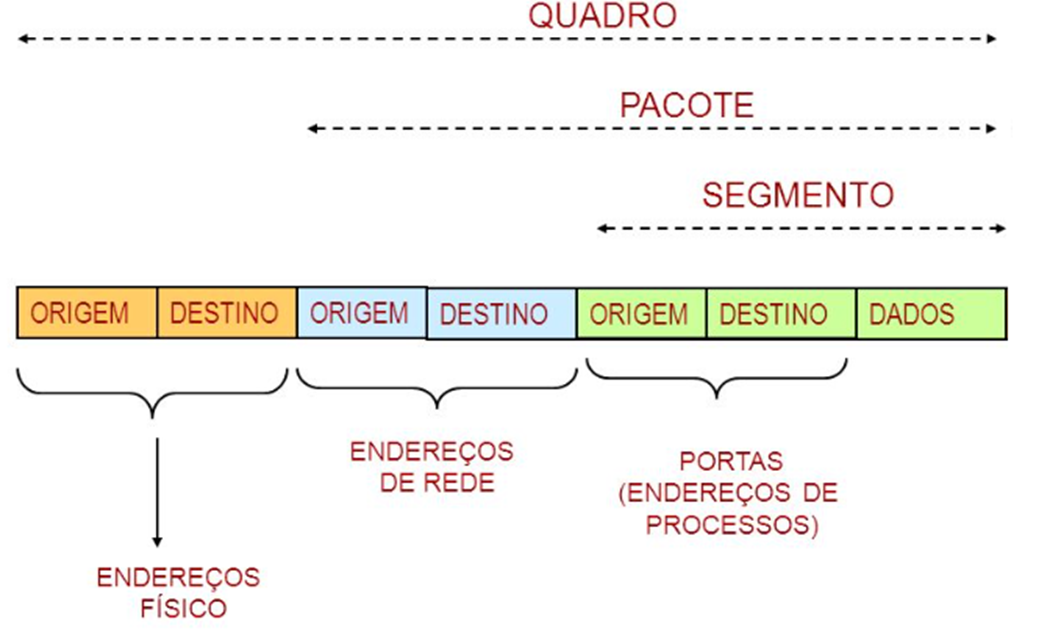 QUADRO
PACOTE
SEGMENTO
ORIGEM DESTINO ORIGEM DESTINO ORIGEM DESTINO DADOS
ENDEREÇOS
DE REDE
PORTAS
(ENDEREÇOS DE
PROCESSOS)
ENDEREÇOS
FÍSICO